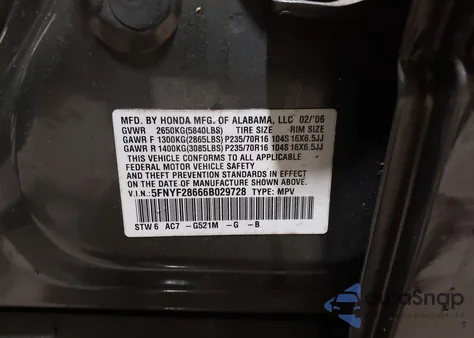 MFD. BY HONDA MFG. OF ALABAMA, LLC 02/'06
GVWR 2650KG(5840LBS) TIRE SIZE RIM SIZE
GAWR F 1300KG(2865LBS) P235/70R16 104S 16X6.5JJ
GAWR R 1400KG(3085LBS) P235/70R16 104S 16X6.5JJ
THIS VEHICLE CONFORMS TO ALL APPLICABLE
FEDERAL MOTOR VEHICLE SAFETY
AND THEFT PREVENTION STANDARDS IN EFFECT
ON THE DATE OF MANUFACTURE SHOWN ABOVE.
V.I.N.: 5FNYF28666B029728 TYPE: MPV
STW6 AC7 -G521M -G -B
aurasnap